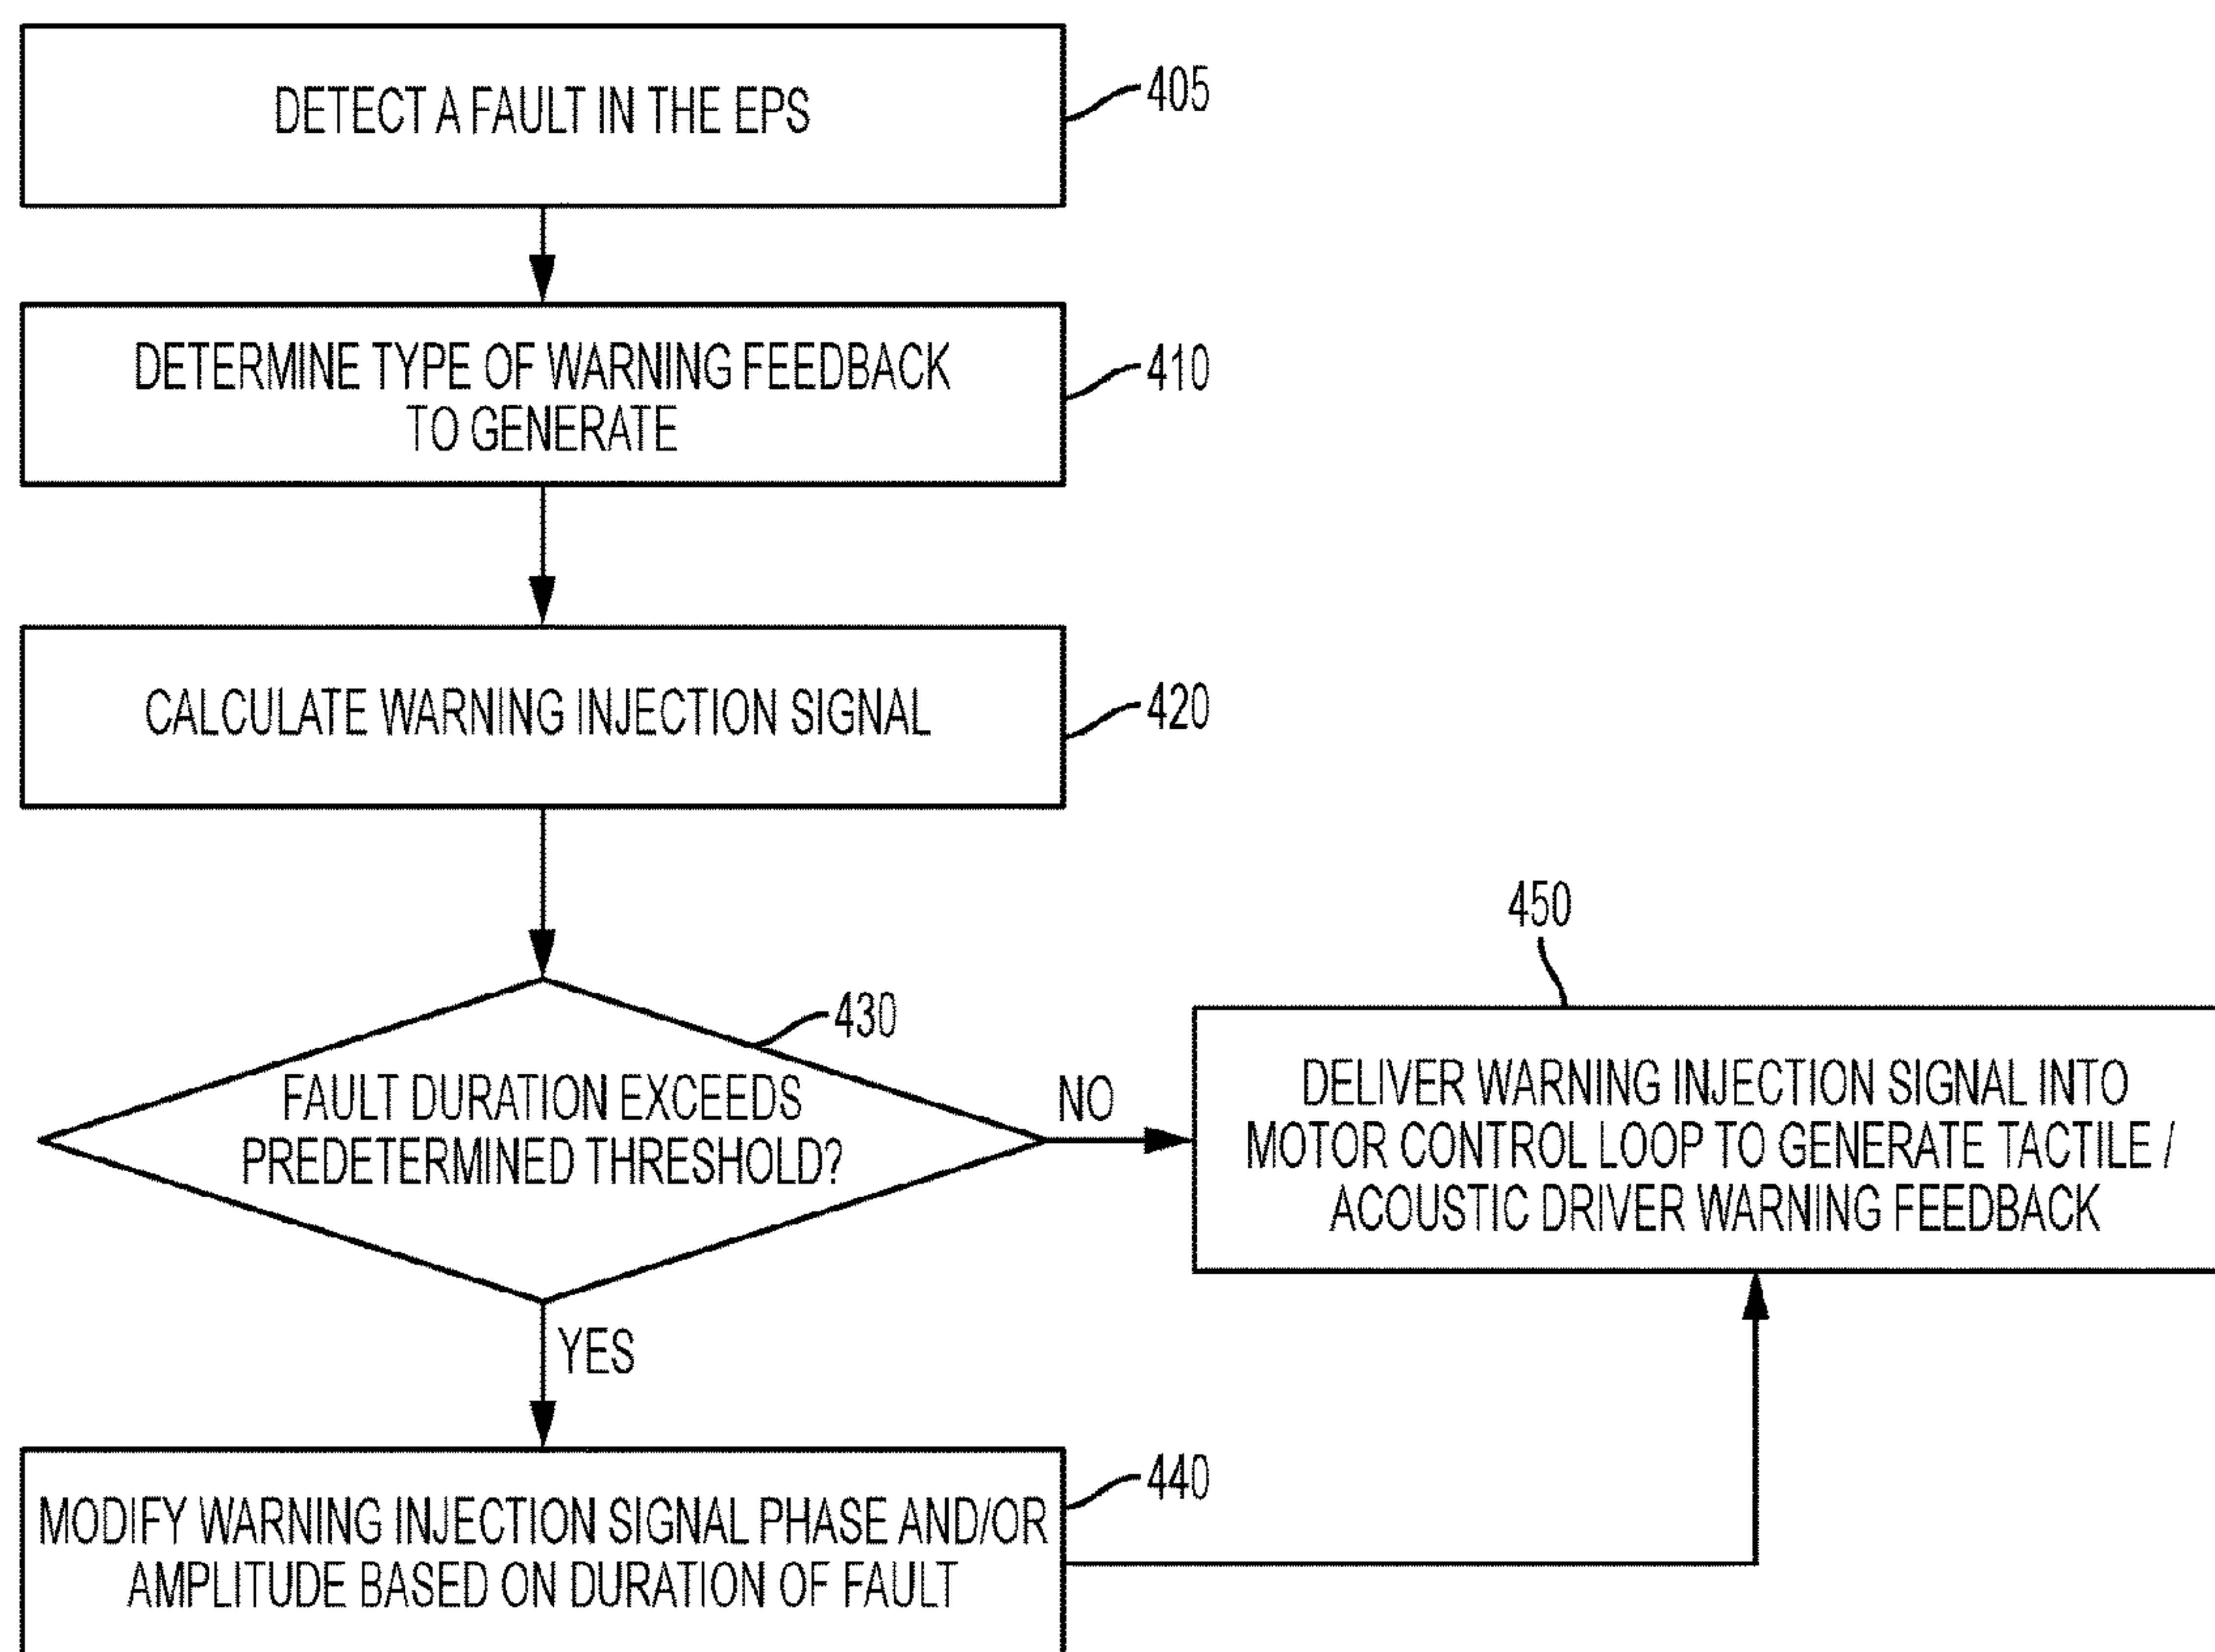 DETECT A FAULT IN THE EPS
405
DETERMINE TYPE OF WARNING FEEDBACK
TO GENERATE
410
CALCULATE WARNING INJECTION SIGNAL
420
430
FAULT DURATION EXCEEDS
PREDETERMINED THRESHOLD?
NO
YES
450
DELIVER WARNING INJECTION SIGNAL INTO
MOTOR CONTROL LOOP TO GENERATE TACTILE /
ACOUSTIC DRIVER WARNING FEEDBACK
MODIFY WARNING INJECTION SIGNAL PHASE AND/OR
AMPLITUDE BASED ON DURATION OF FAULT
440